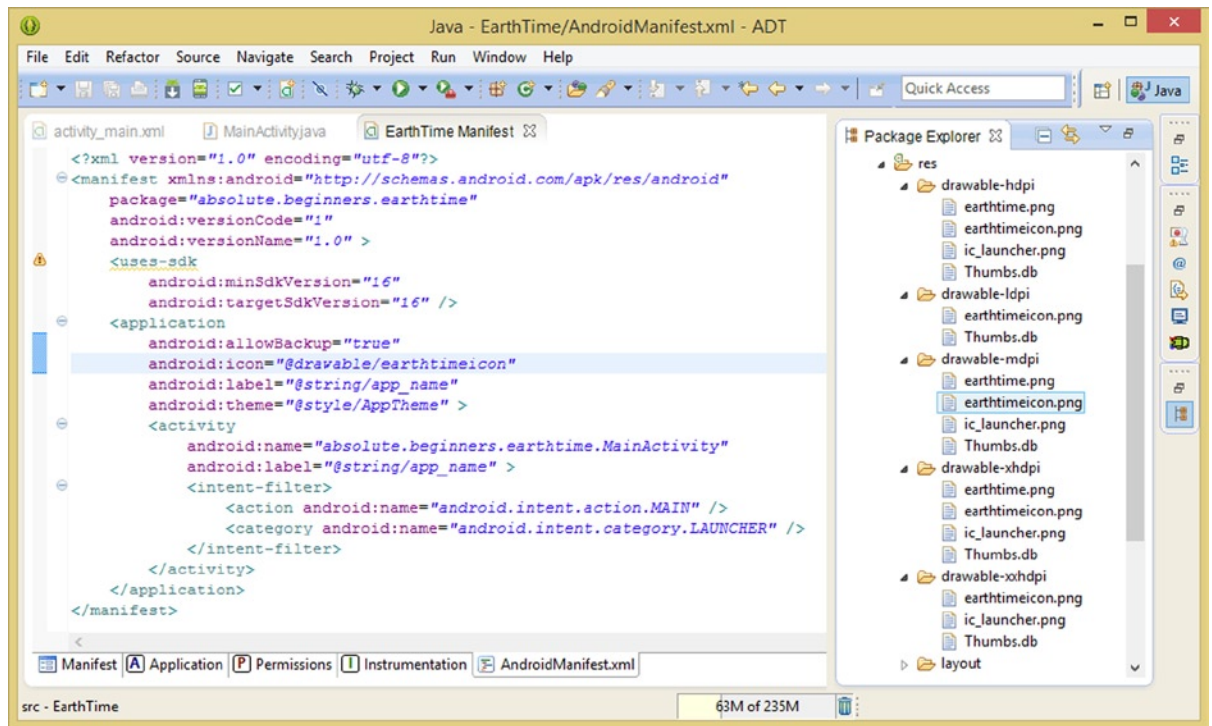 Java - EarthTime/AndroidManifest.xml - ADT
File Edit Refactor Source Navigate Search Project Run Window Help
Quick Access
Java
activity_main.xml
MainActivity.java
EarthTime Manifest
<?xml version="1.0" encoding="utf-8"?>
<manifest xmlns:android="http://schemas.android.com/apk/res/android"
package="absolute.beginners.earthtime"
android:versionCode="1"
android:versionName="1.0" >
<uses-sdk
android:minSdkVersion="16"
android:targetSdkVersion="16" />
<application
android:allowBackup="true"
android:icon="@drawable/earthtimeicon"
android:label="@string/app_name"
android:theme="@style/AppTheme" >
<activity
android:name="absolute.beginners.earthtime.MainActivity"
android:label="@string/app_name" >
<intent-filter>
<action android:name="android.intent.action.MAIN" />
<category android:name="android.intent.category.LAUNCHER" />
</intent-filter>
</activity>
</application>
</manifest>
Manifest
A Application
P Permissions
I Instrumentation
AndroidManifest.xml
Package Explorer
res
drawable-hdpi
earthtime.png
earthtimeicon.png
ic_launcher.png
Thumbs.db
drawable-ldpi
earthtimeicon.png
Thumbs.db
drawable-mdpi
earthtime.png
earthtimeicon.png
ic_launcher.png
Thumbs.db
drawable-xhdpi
earthtime.png
earthtimeicon.png
ic_launcher.png
Thumbs.db
drawable-xxhdpi
earthtimeicon.png
ic_launcher.png
Thumbs.db
layout
src - EarthTime
63M of 235M